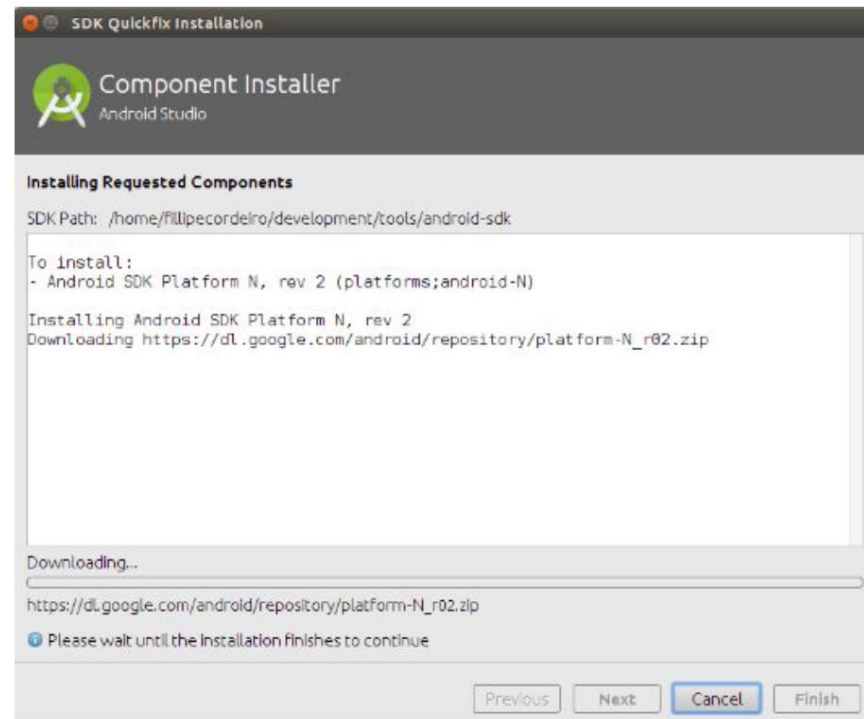 SDK Quickfix Installation
Component Installer
Android Studio
Installing Requested Components
SDK Path: /home/fillipecordeiro/development/tools/android-sdk
To install:
- Android SDK Platform N, rev 2 (platforms;android-N)
Installing Android SDK Platform N, rev 2
Downloading https://dl.google.com/android/repository/platform-N_r02.zip
Downloading...
https://dl.google.com/android/repository/platform-N_r02.zip
Please wait until the installation finishes to continue
Previous
Next
Cancel
Finish